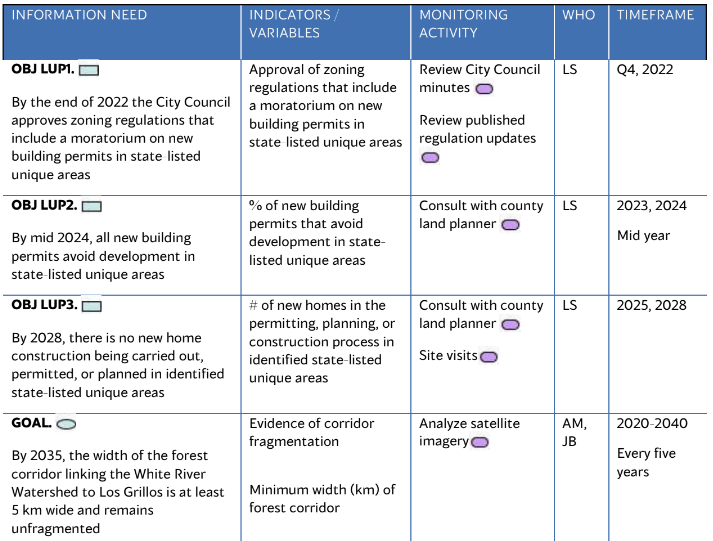 INFORMATION NEED
INDICATORS /
VARIABLES
MONITORING
ACTIVITY
WHO
TIMEFRAME
OBJ LUP1.
By the end of 2022 the City Council
approves zoning regulations that
include a moratorium on new
building permits in state-listed
unique areas
Approval of zoning
regulations that include
a moratorium on new
building permits in
state-listed unique areas
Review City Council
minutes
Review published
regulation updates
LS
Q4, 2022
OBJ LUP2.
By mid 2024, all new building
permits avoid development in
state-listed unique areas
% of new building
permits that avoid
development in state-
listed unique areas
Consult with county
land planner
LS
2023, 2024
Mid year
OBJ LUP3.
By 2028, there is no new home
construction being carried out,
permitted, or planned in identified
state-listed unique areas
# of new homes in the
permitting, planning, or
construction process in
identified state-listed
unique areas
Consult with county
land planner
Site visits
LS
2025, 2028
GOAL.
By 2035, the width of the forest
corridor linking the White River
Watershed to Los Grillos is at least
5 km wide and remains
unfragmented
Evidence of corridor
fragmentation
Minimum width (km) of
forest corridor
Analyze satellite
imagery
AM,
JB
2020-2040
Every five
years